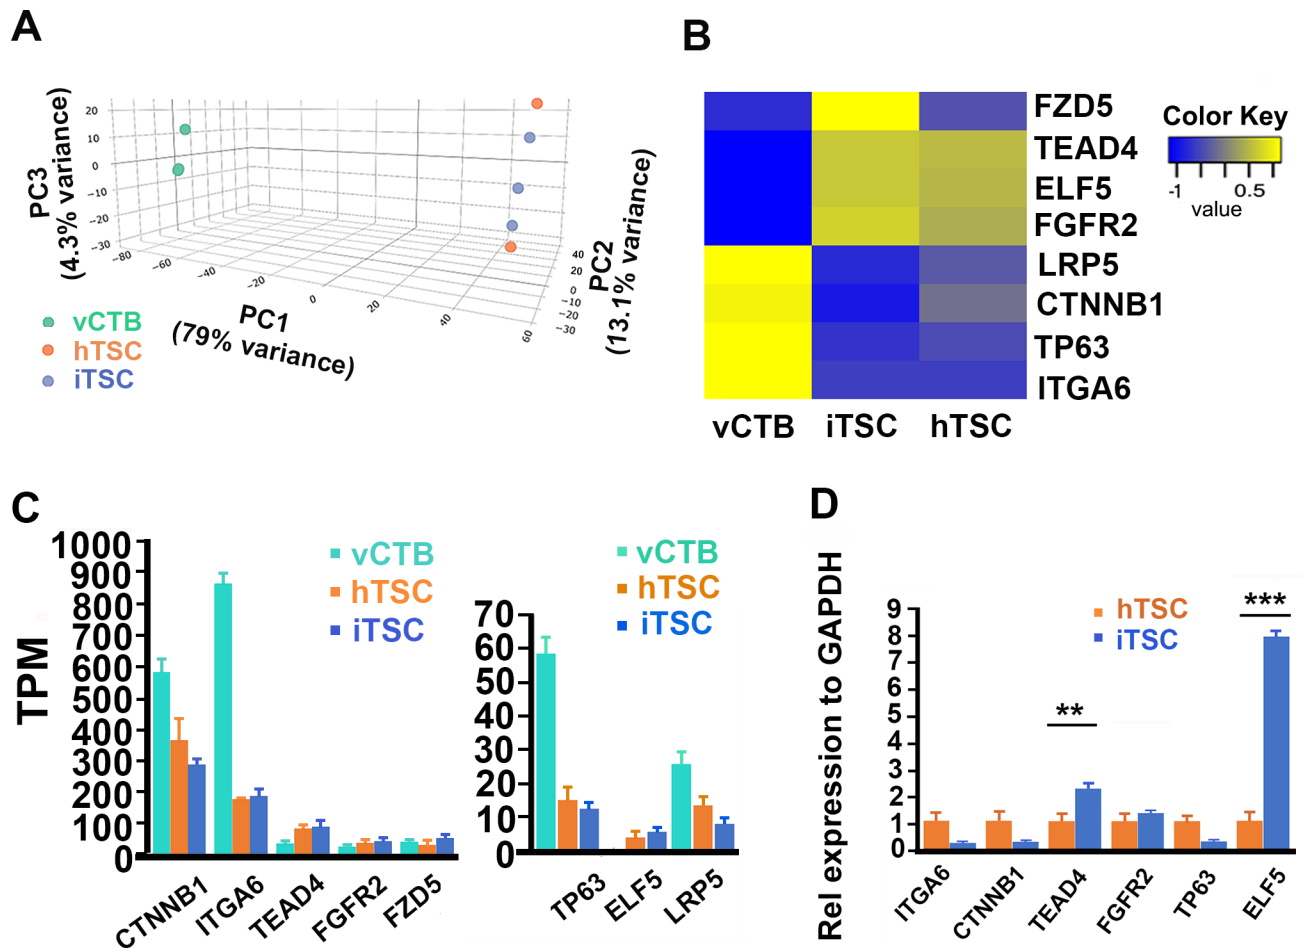 A
PC3
(4.3% variance)
20
10
0
−10
−20
−30
−80
−60
−40
−20
0
20
40
60
PC1
(79% variance)
40
20
0
−10
−20
−30
PC2
(13.1% variance)
vCTB
hTSC
iTSC
B
FZD5
TEAD4
ELF5
FGFR2
LRP5
CTNNB1
TP63
ITGA6
vCTB iTSC hTSC
Color Key
-1 0.5
value
C
TPM
1000
900
800
700
600
500
400
300
200
100
0
vCTB
hTSC
iTSC
CTNNB1 ITGA6 TEAD4 FGFR2 FZD5
70
60
50
40
30
20
10
0
vCTB
hTSC
iTSC
TP63 ELF5 LRP5
D
Rel expression to GAPDH
9
8
7
6
5
4
3
2
1
0
hTSC
iTSC
**
***
ITGA6 CTNNB1 TEAD4 FGFR2 TP63 ELF5